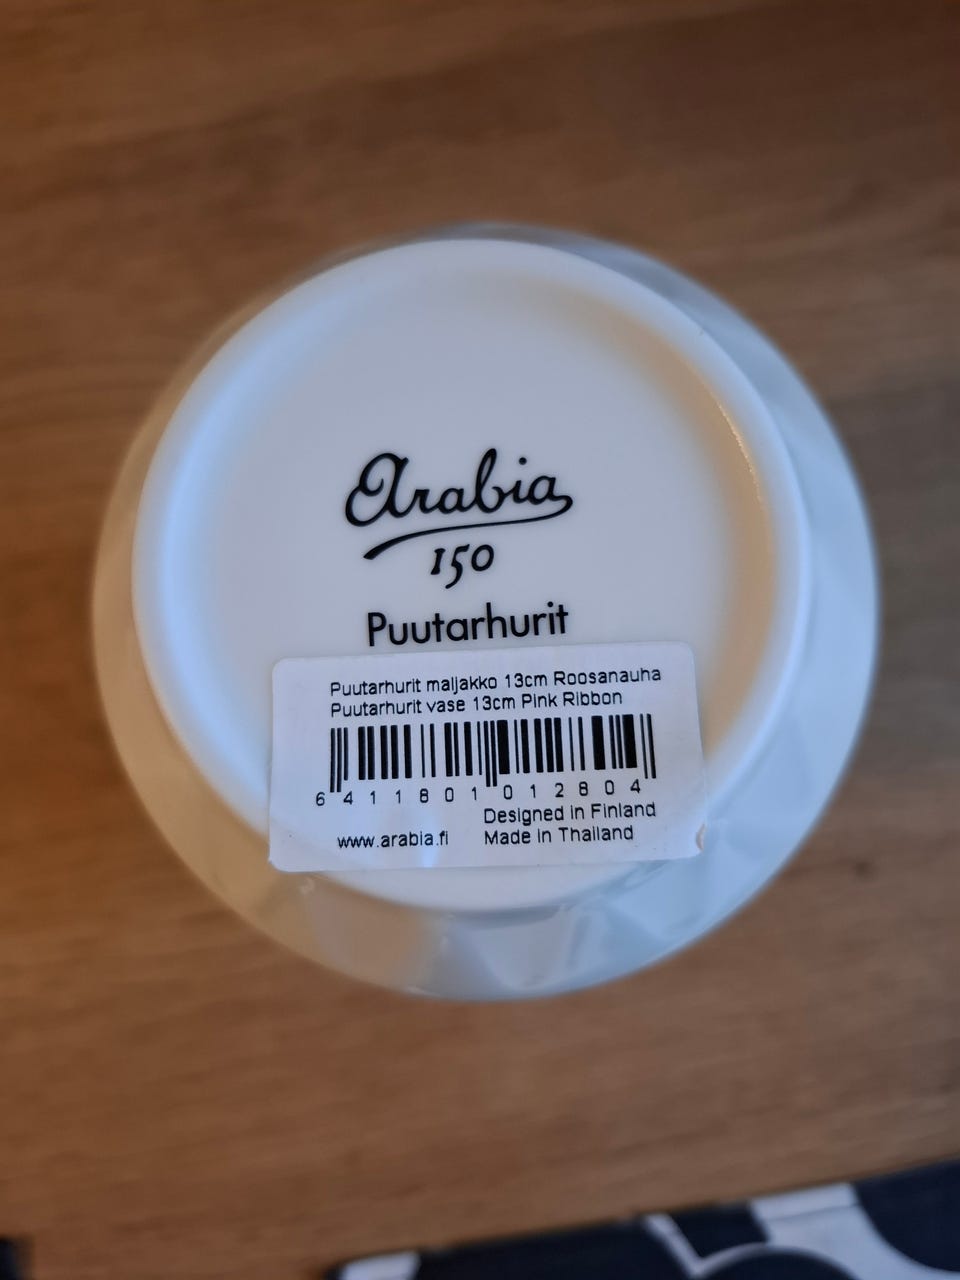 Arabia
150
Puutarhurit
Puutarhurit maljakko 13cm Roosanauha
Puutarhurit vase 13cm Pink Ribbon
6 411801 012804
Designed in Finland
www.arabia.fi Made in Thailand